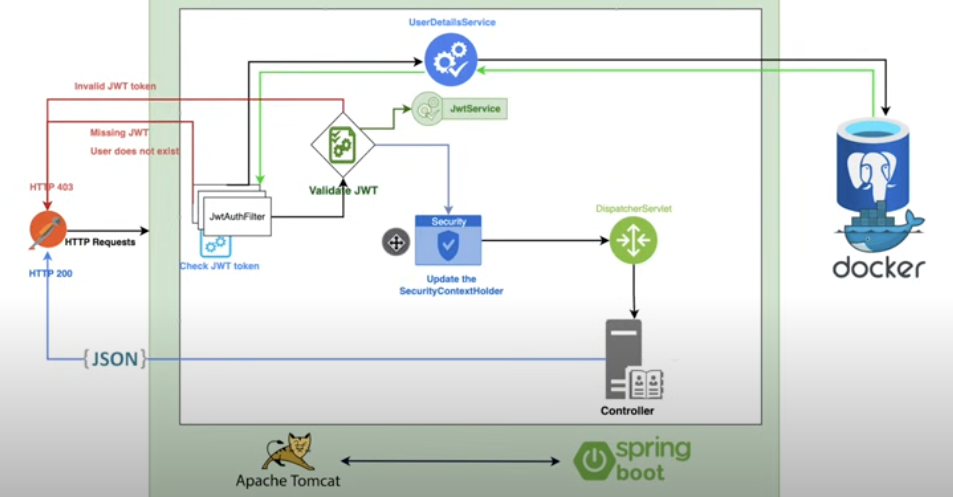 UserDetailsService
Invalid JWT token
JwtService
Missing JWT
User does not exist
HTTP 403
Validate JWT
JwtAuthFilter
Security
DispatcherServlet
HTTP Requests
Check JWT token
HTTP 200
Update the
SecurityContextHolder
docker
{JSON}
Controller
Apache Tomcat
spring
boot